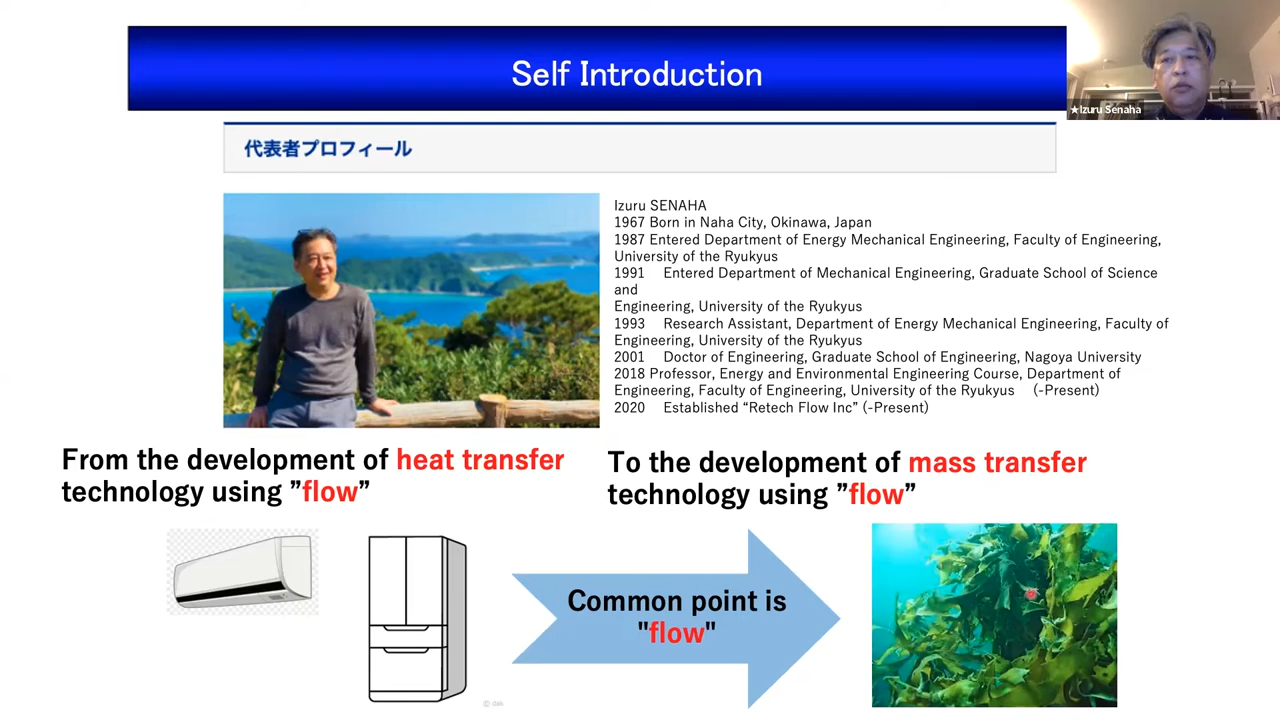 Self Introduction
★Izuru Senaha
代表者プロフィール
Izuru SENAHA
1967 Born in Naha City, Okinawa, Japan
1987 Entered Department of Energy Mechanical Engineering, Faculty of Engineering,
University of the Ryukyus
1991 Entered Department of Mechanical Engineering, Graduate School of Science
and
Engineering, University of the Ryukyus
1993 Research Assistant, Department of Energy Mechanical Engineering, Faculty of
Engineering, University of the Ryukyus
2001 Doctor of Engineering, Graduate School of Engineering, Nagoya University
2018 Professor, Energy and Environmental Engineering Course, Department of
Engineering, Faculty of Engineering, University of the Ryukyus (-Present)
2020 Established “Retech Flow Inc” (-Present)
From the development of heat transfer
technology using ”flow”
To the development of mass transfer
technology using ”flow”
Common point is
"flow"
© dak